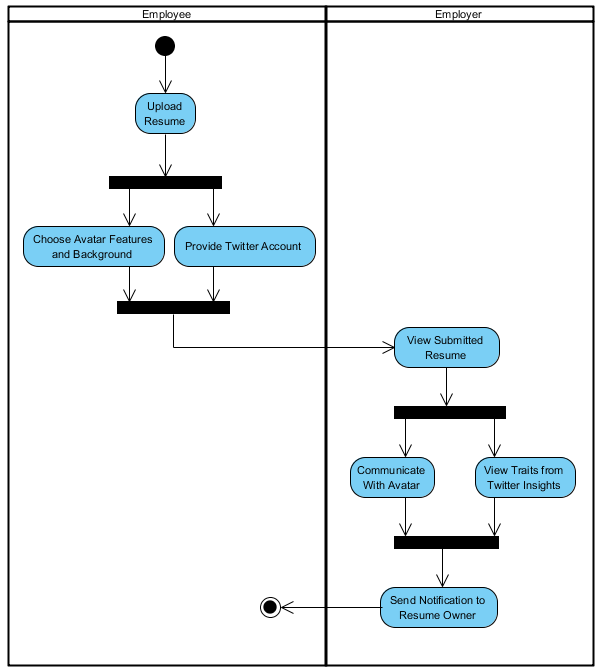 Employee
Employer
Upload
Resume
Choose Avatar Features
and Background
Provide Twitter Account
View Submitted
Resume
Communicate
With Avatar
View Traits from
Twitter Insights
Send Notification to
Resume Owner